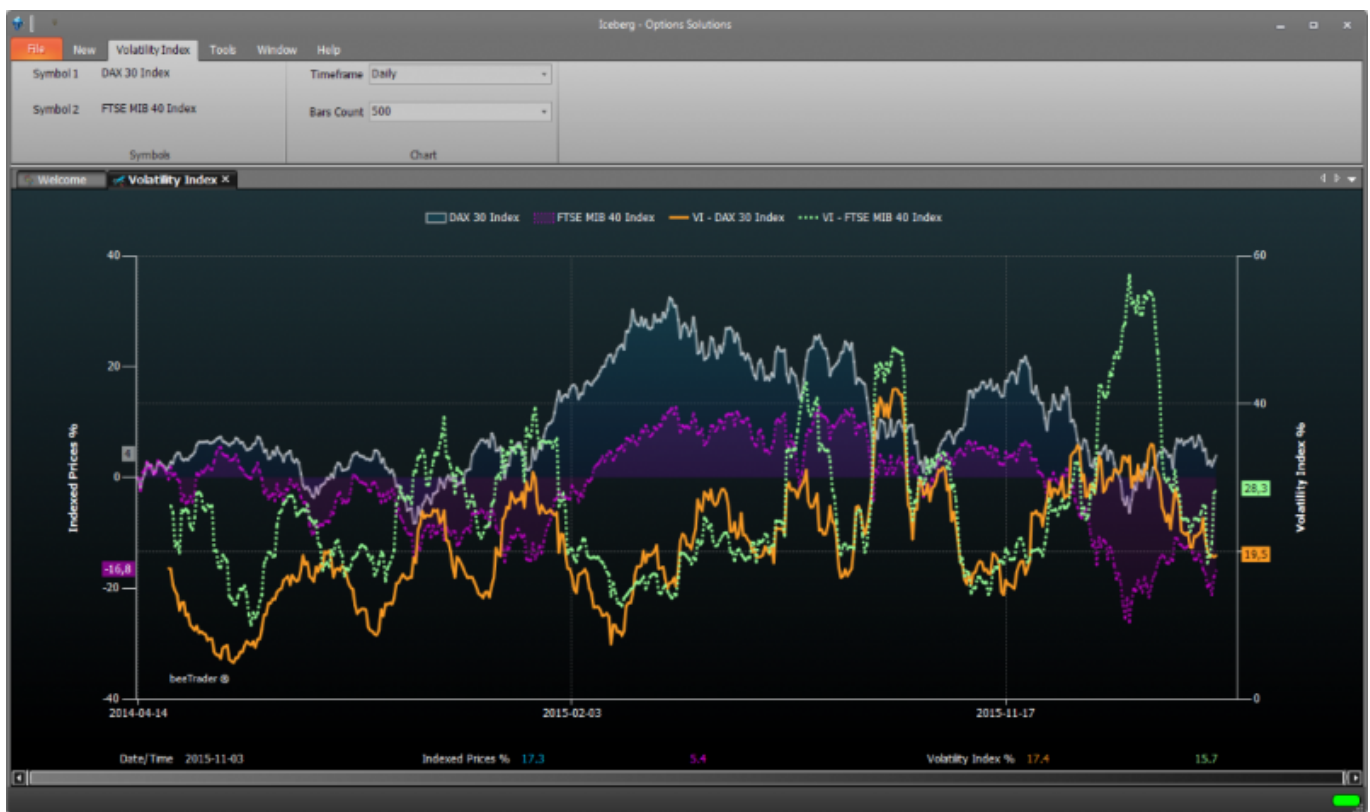 Iceberg - Options Solutions
File New Volatility Index Tools Window Help
Symbol 1 DAX 30 Index Timeframe Daily
Symbol 2 FTSE MIB 40 Index Bars Count 500
Symbols Chart
Welcome Volatility Index ×
DAX 30 Index FTSE MIB 40 Index VI - DAX 30 Index VI - FTSE MIB 40 Index
40 60
20 40
4
0
28,3
19,5
-16,8
-20
-40 0
Indexed Prices %
Volatility Index %
beeTrader ®
2014-04-14 2015-02-03 2015-11-17
Date/Time 2015-11-03 Indexed Prices % 17.3 5.4 Volatility Index % 17.4 15.7